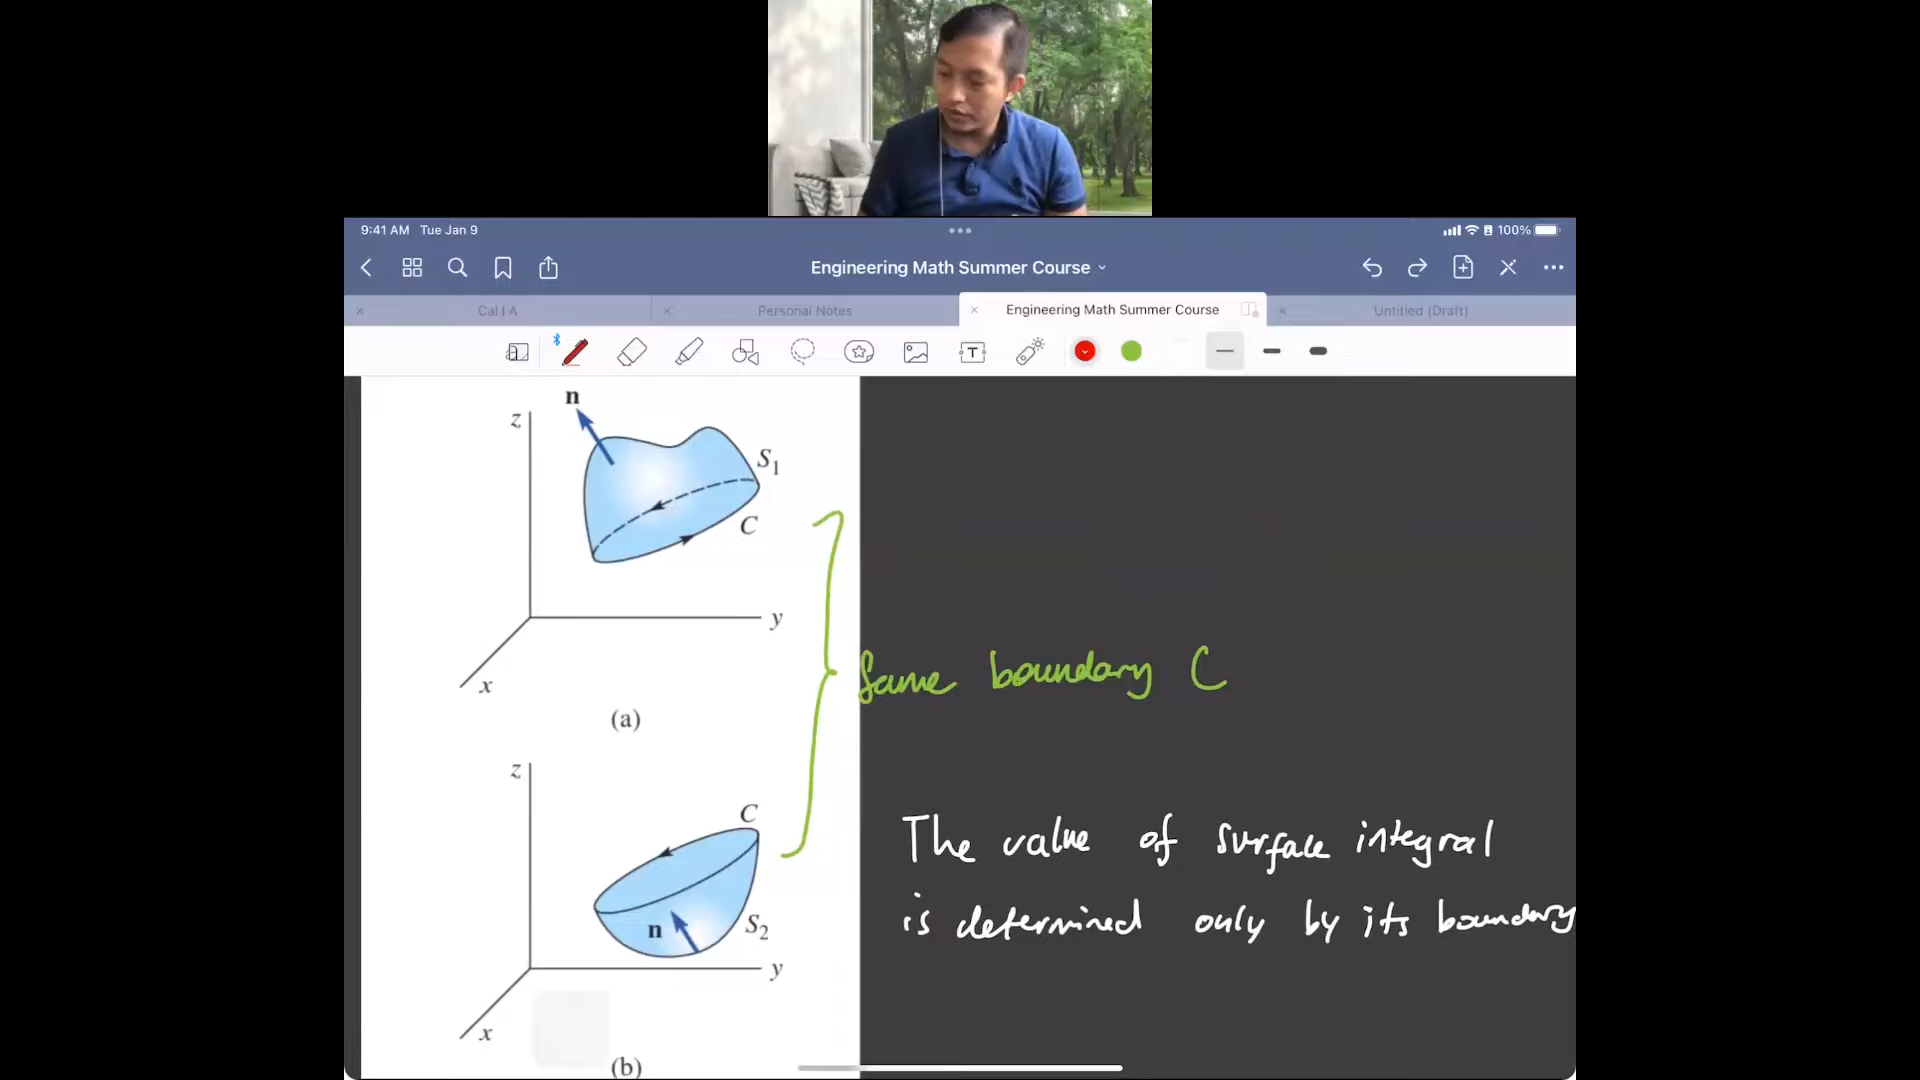 9:41 AM Tue Jan 9
100%
Engineering Math Summer Course
Cal I A
Personal Notes
Engineering Math Summer Course
Untitled (Draft)
n
z
S1
C
y
x
(a)
Same boundary C
z
C
n
S2
y
x
(b)
The value of surface integral
is determined only by its boundary